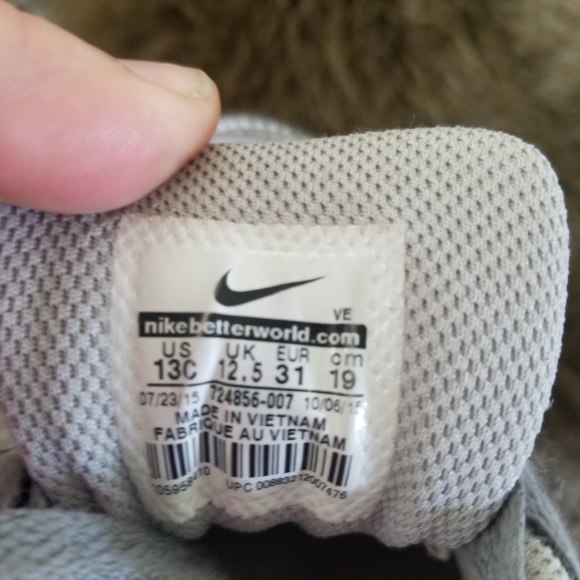 VE
nikebetterworld.com
US UK EUR cm
13C 12.5 31 19
07/23/15 724856-007 10/06/15
MADE IN VIETNAM
FABRIQUE AU VIETNAM
UPC